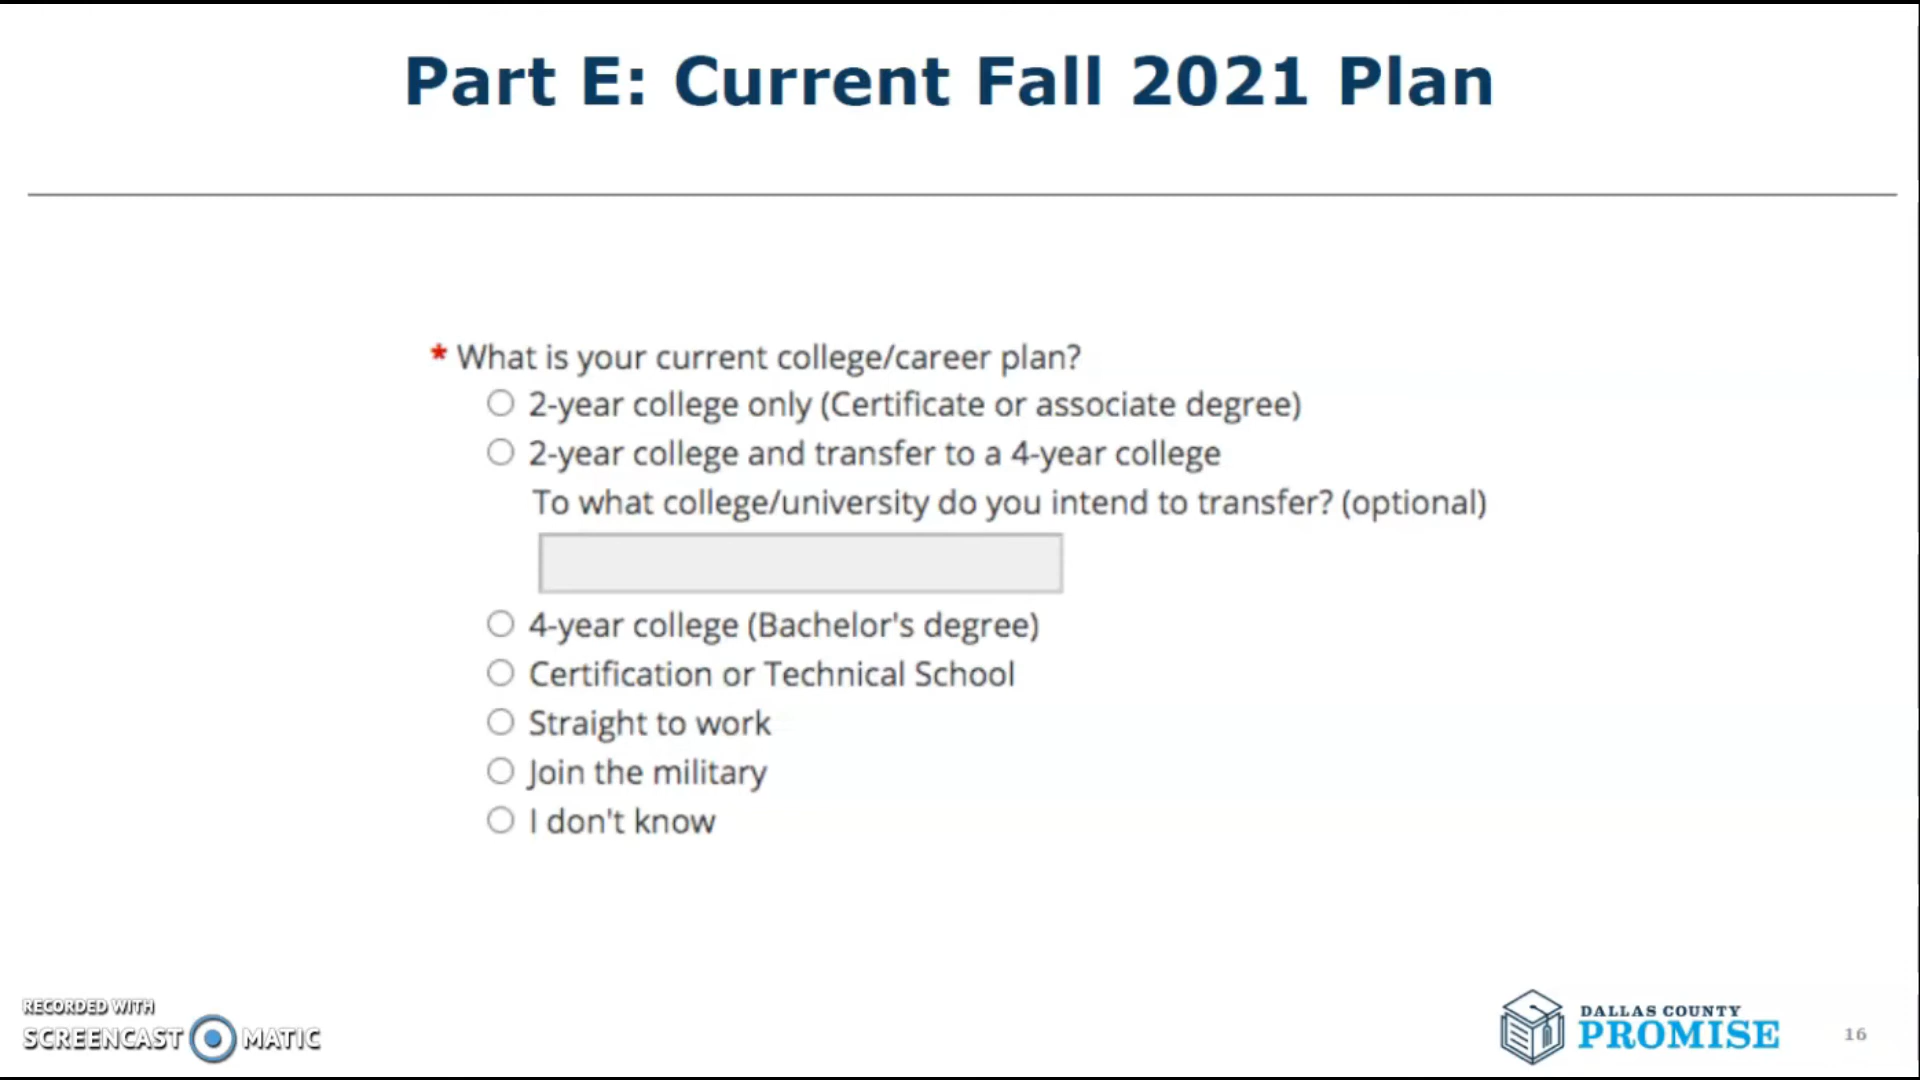 Part E: Current Fall 2021 Plan
* What is your current college/career plan?
2-year college only (Certificate or associate degree)
2-year college and transfer to a 4-year college
To what college/university do you intend to transfer? (optional)
4-year college (Bachelor's degree)
Certification or Technical School
Straight to work
Join the military
I don't know
RECORDED WITH
SCREENCAST MATIC
DALLAS COUNTY
PROMISE
16